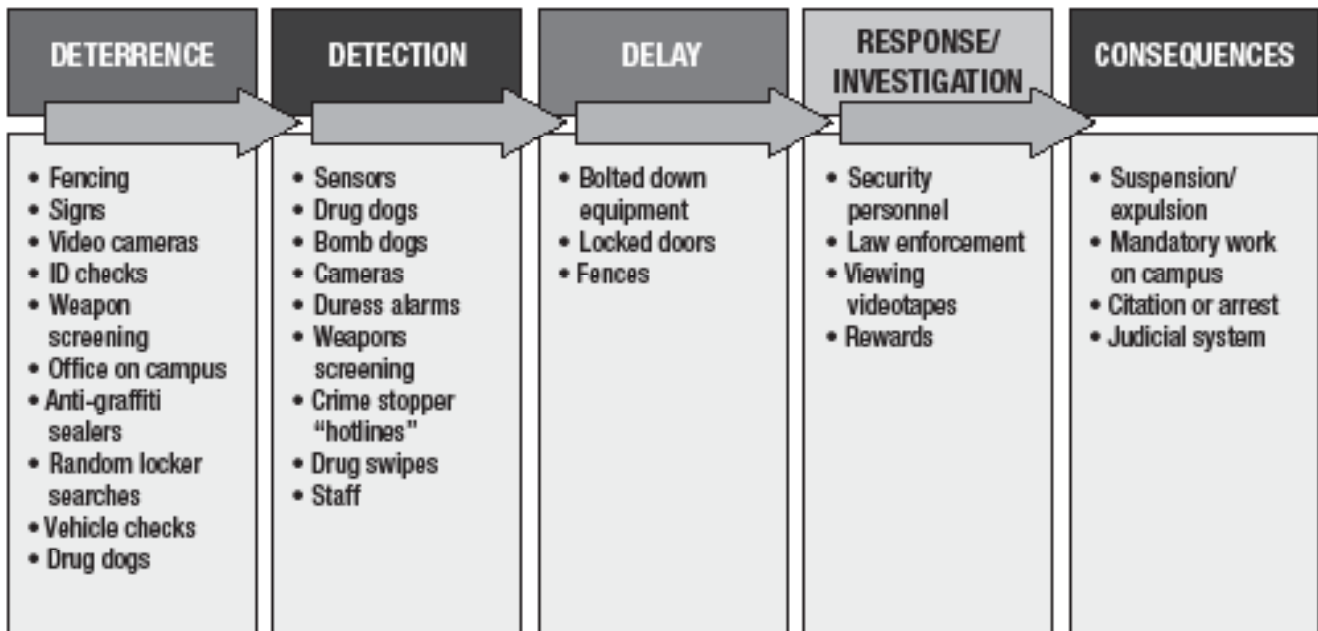 DETERRENCE
• Fencing
• Signs
• Video cameras
• ID checks
• Weapon
screening
• Office on campus
• Anti-graffiti
sealers
• Random locker
searches
• Vehicle checks
• Drug dogs
DETECTION
• Sensors
• Drug dogs
• Bomb dogs
• Cameras
• Duress alarms
• Weapons
screening
• Crime stopper
“hotlines”
• Drug swipes
• Staff
DELAY
• Bolted down
equipment
• Locked doors
• Fences
RESPONSE/
INVESTIGATION
• Security
personnel
• Law enforcement
• Viewing
videotapes
• Rewards
CONSEQUENCES
• Suspension/
expulsion
• Mandatory work
on campus
• Citation or arrest
• Judicial system